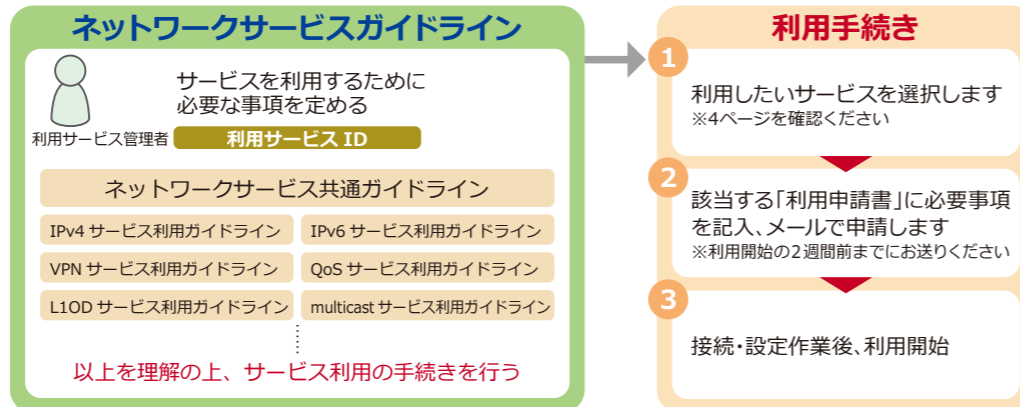 ネットワークサービスガイドライン
サービスを利用するために
必要な事項を定める
利用サービス管理者
利用サービス ID
ネットワークサービス共通ガイドライン
IPv4 サービス利用ガイドライン
IPv6 サービス利用ガイドライン
VPN サービス利用ガイドライン
QoS サービス利用ガイドライン
L1OD サービス利用ガイドライン
multicast サービス利用ガイドライン
以上を理解の上、サービス利用の手続きを行う
利用手続き
1
利用したいサービスを選択します
※4ページを確認ください
2
該当する「利用申請書」に必要事項
を記入、メールで申請します
※利用開始の2週間前までにお送りください
3
接続・設定作業後、利用開始